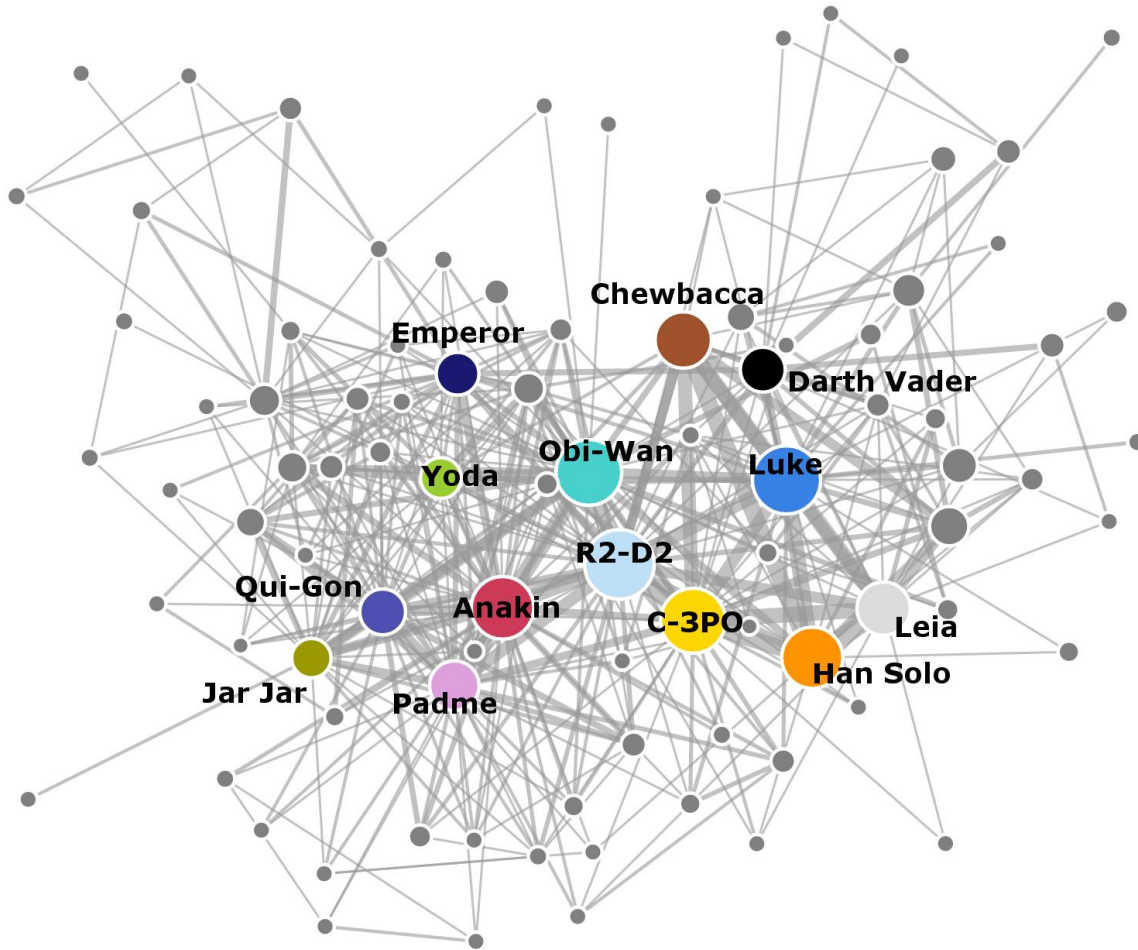 Chewbacca
Emperor
Darth Vader
Obi-Wan
Luke
Yoda
R2-D2
Qui-Gon
Anakin
C-3PO
Leia
Han Solo
Jar Jar
Padme